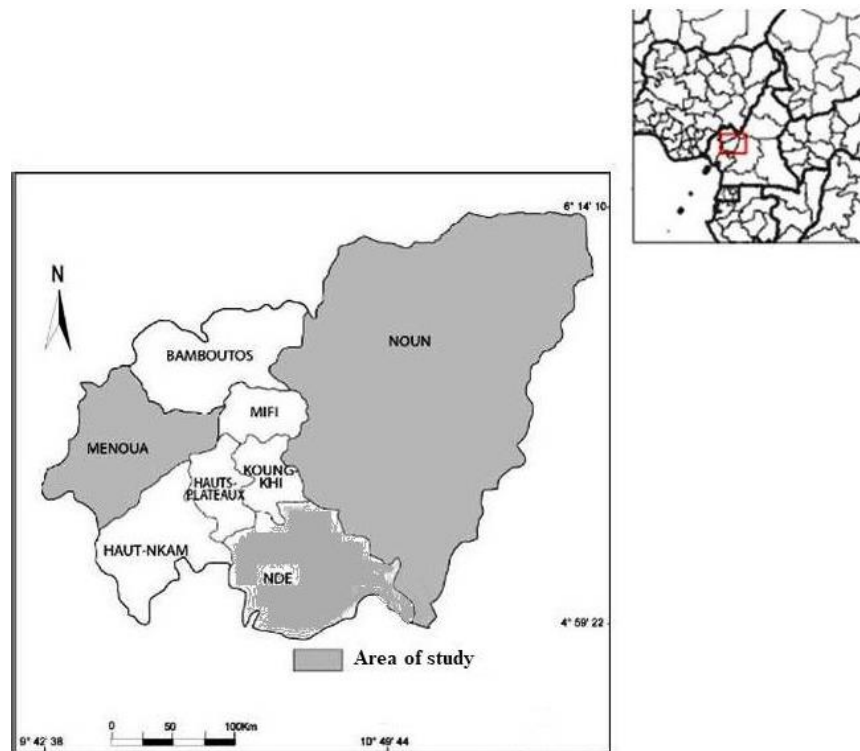 6° 14' 10
N
NOUN
BAMBOUTOS
MIFI
MENOUA
KOUNG-
KHI
HAUTS-
PLATEAUX
HAUT-NKAM
NDE
4° 59' 22
Area of study
0 50 100Km
9° 42' 38
10° 49' 44